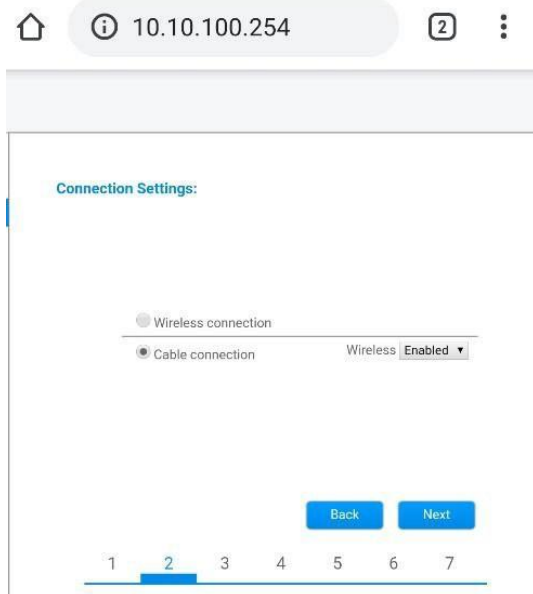 10.10.100.254 2
Connection Settings:
Wireless connection
Cable connection Wireless Enabled
Back Next
1 2 3 4 5 6 7